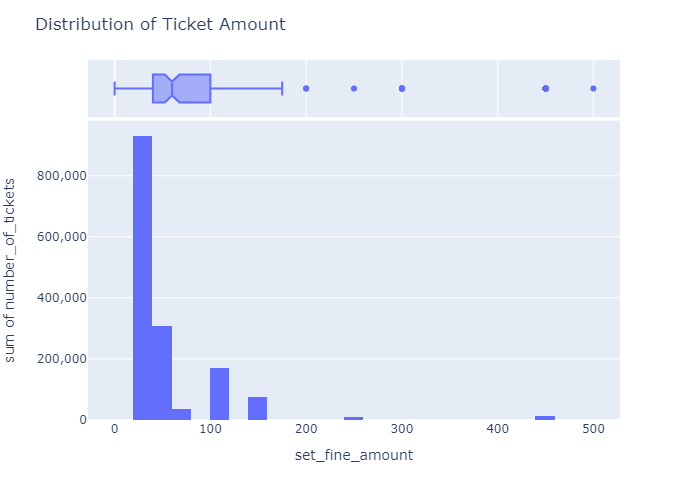 Distribution of Ticket Amount
800,000
600,000
400,000
200,000
0
sum of number_of_tickets
0 100 200 300 400 500
set_fine_amount